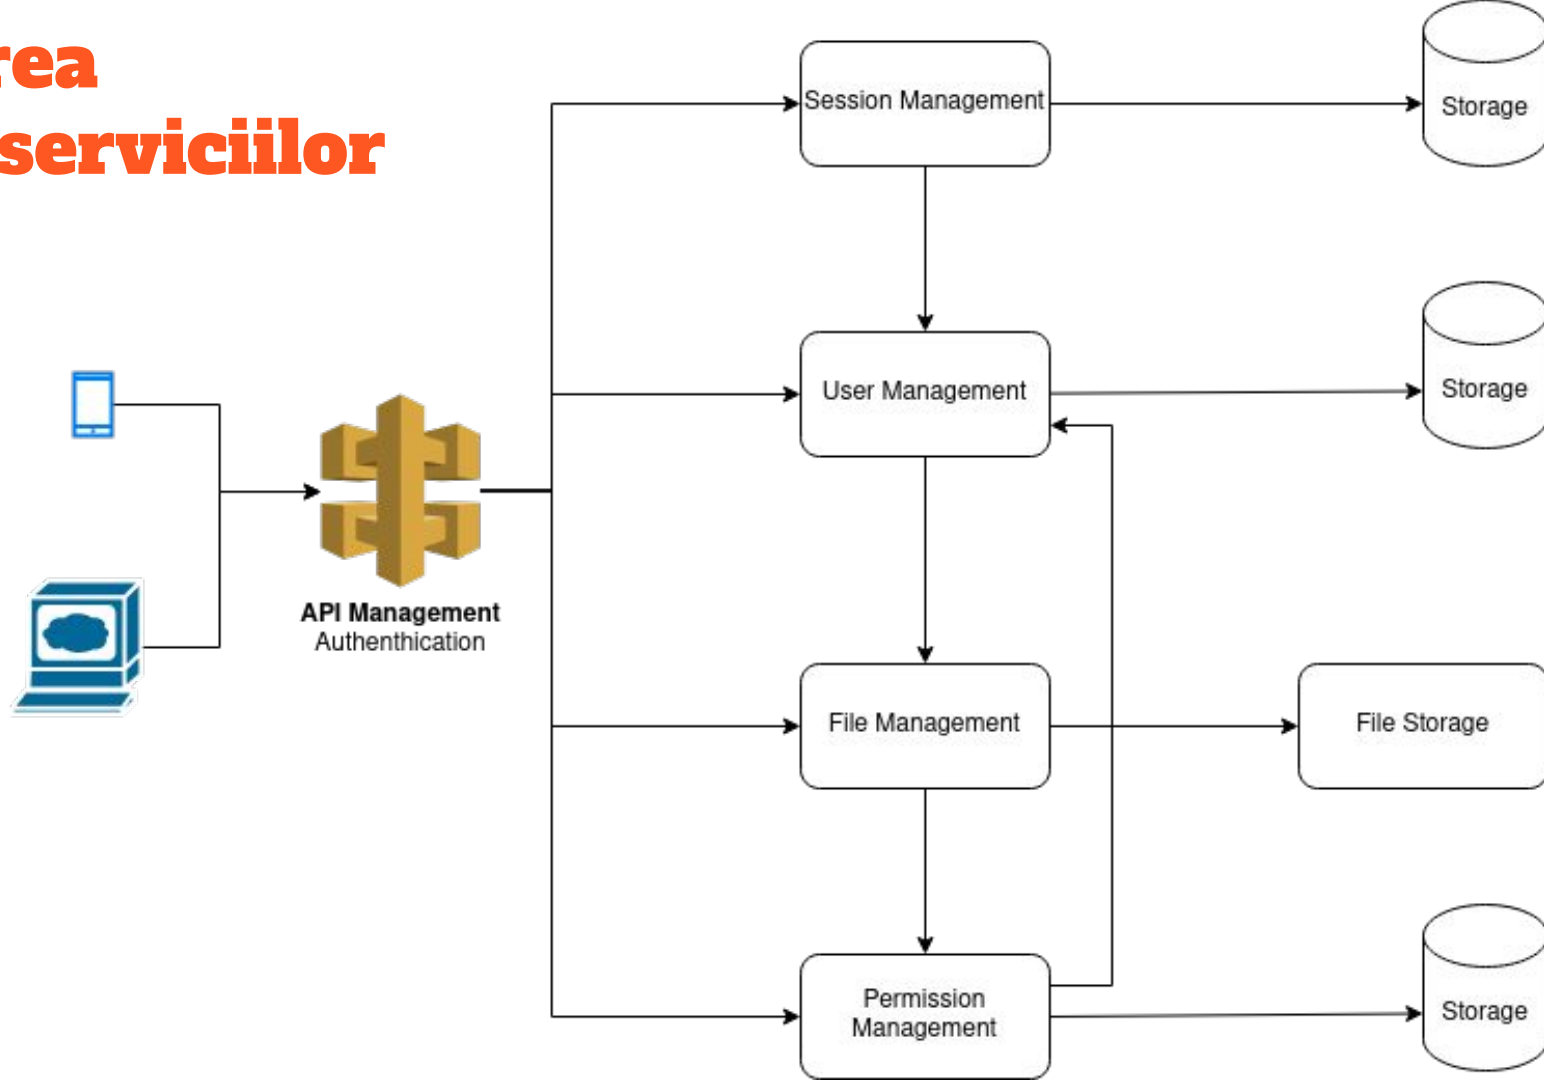 rea
serviciilor
Session Management
Storage
User Management
Storage
API Management
Authenthication
File Management
File Storage
Permission
Management
Storage